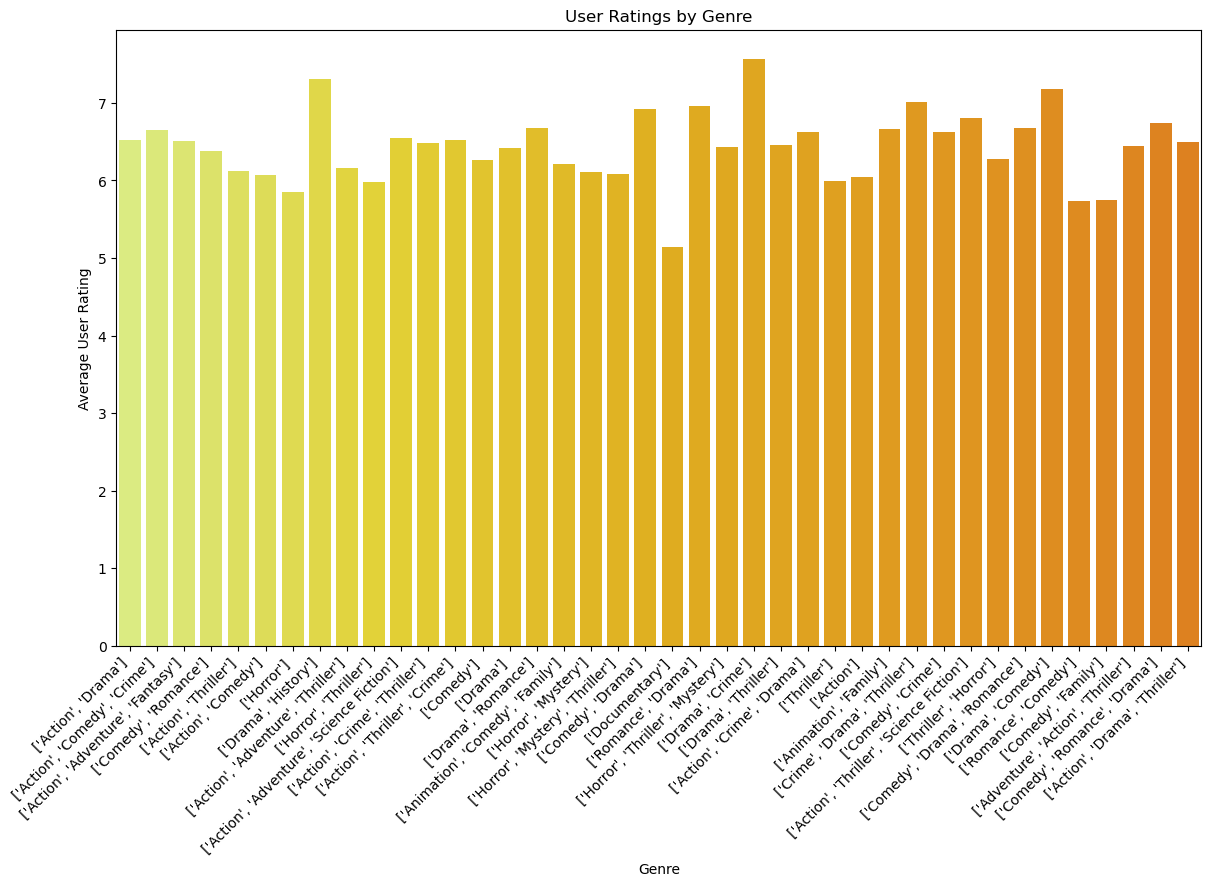 User Ratings by Genre
Average User Rating
7
6
5
4
3
2
1
0
['Action', 'Drama']
['Action', 'Comedy', 'Crime']
['Action', 'Adventure', 'Fantasy']
['Comedy', 'Romance']
['Action', 'Thriller']
['Action', 'Comedy']
['Horror']
['Drama', 'History']
['Action', 'Adventure', 'Thriller']
['Horror', 'Thriller']
['Action', 'Adventure', 'Science Fiction']
['Action', 'Crime', 'Thriller']
['Action', 'Thriller', 'Crime']
['Comedy']
['Drama']
['Drama', 'Romance']
['Animation', 'Comedy', 'Family']
['Horror', 'Mystery']
['Horror', 'Mystery', 'Thriller']
['Comedy', 'Drama']
['Documentary']
['Romance', 'Drama']
['Horror', 'Thriller', 'Mystery']
['Drama', 'Crime']
['Drama', 'Thriller']
['Action', 'Crime', 'Drama']
['Thriller']
['Action']
['Animation', 'Family']
['Crime', 'Drama', 'Thriller']
['Comedy', 'Crime']
['Action', 'Thriller', 'Science Fiction']
['Thriller', 'Horror']
['Comedy', 'Drama', 'Romance']
['Drama', 'Comedy']
['Romance', 'Comedy']
['Comedy', 'Family']
['Adventure', 'Action', 'Thriller']
['Comedy', 'Romance', 'Drama']
['Action', 'Drama', 'Thriller']
Genre